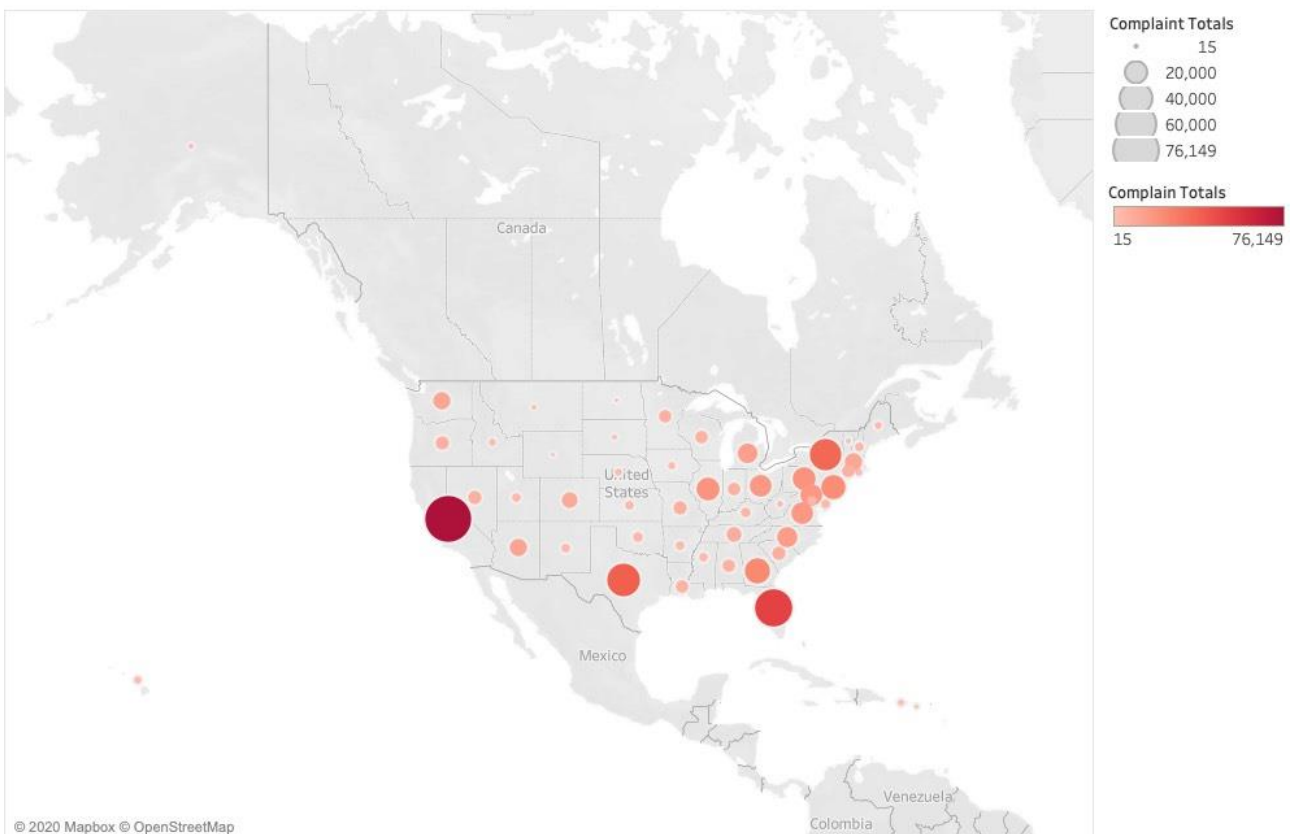 Complaint Totals
15
20,000
40,000
60,000
76,149
Complain Totals
15 76,149
Canada
United
States
Mexico
Venezuela
Colombia
© 2020 Mapbox © OpenStreetMap